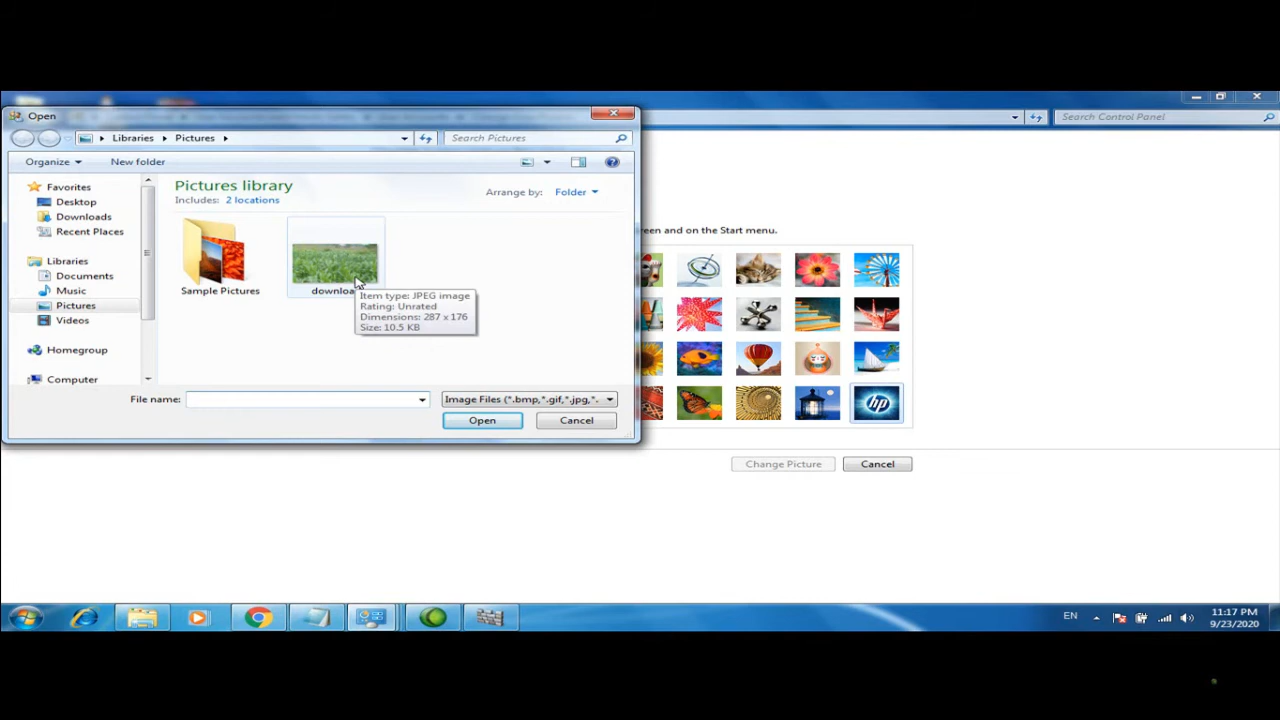 Open
Libraries
Pictures
Search Pictures
Search Control Panel
Organize
New folder
Favorites
Desktop
Downloads
Recent Places
Libraries
Documents
Music
Pictures
Videos
Homegroup
Computer
Pictures library
Includes: 2 locations
Arrange by: Folder
Sample Pictures
Item type: JPEG image
Rating: Unrated
Dimensions: 287 x 176
Size: 10.5 KB
File name:
Image Files (*.bmp,*.gif,*.jpg,*.
Open
Cancel
and on the Start menu.
hp
Change Picture
Cancel
EN
11:17 PM
9/23/2020